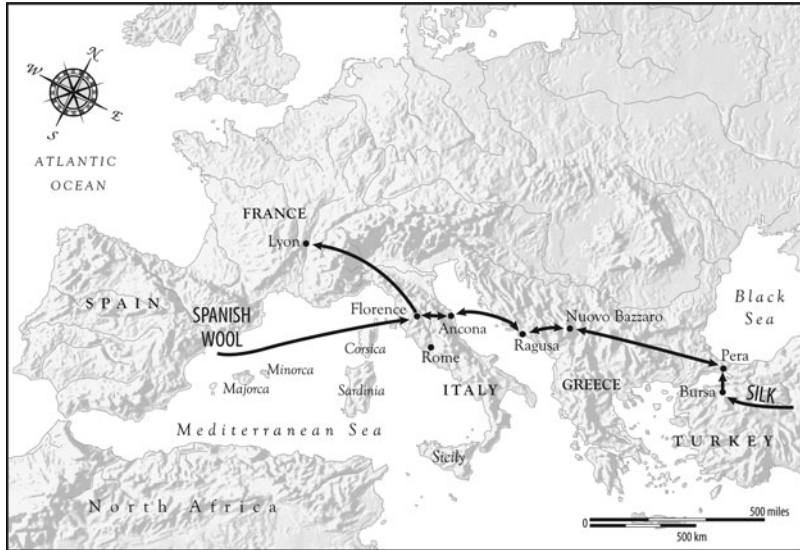 N
W
E
S
ATLANTIC
OCEAN
FRANCE
Lyon
SPAIN
SPANISH
WOOL
Florence
Ancona
Nuovo Bazzaro
Black
Sea
Ragusa
Pera
Corsica
Rome
Minorca
Majorca
Sardinia
ITALY
GREECE
Bursa
SILK
Mediterranean Sea
TURKEY
Sicily
North Africa
0
500 miles
500 km